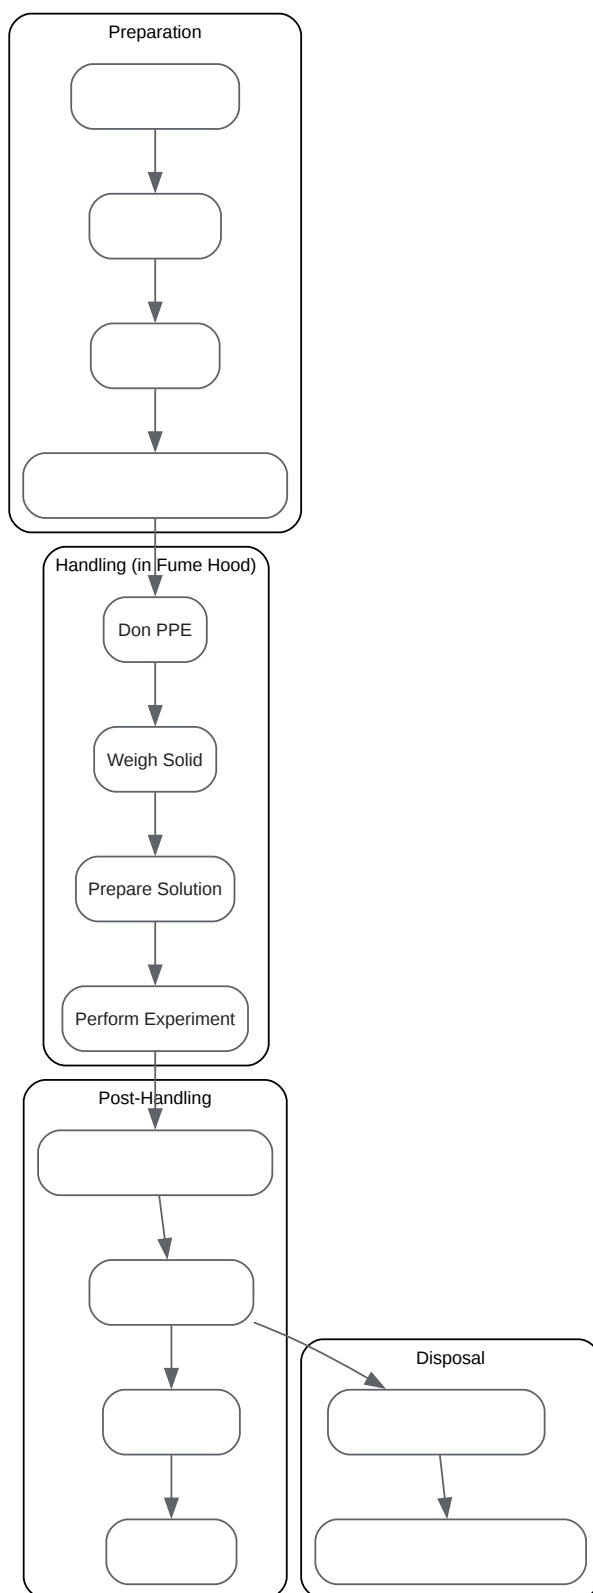 Preparation
Handling (in Fume Hood)
Don PPE
Weigh Solid
Prepare Solution
Perform Experiment
Post-Handling
Disposal